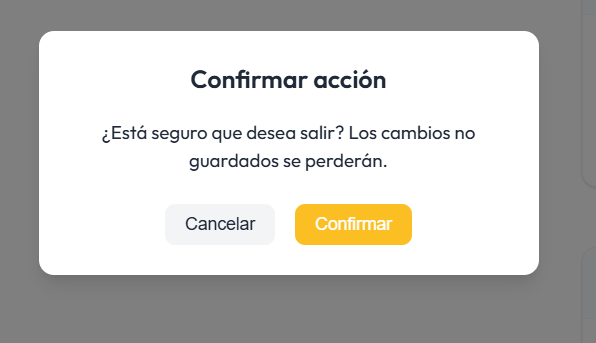 Confirmar acción
¿Está seguro que desea salir? Los cambios no
guardados se perderán.
Cancelar
Confirmar